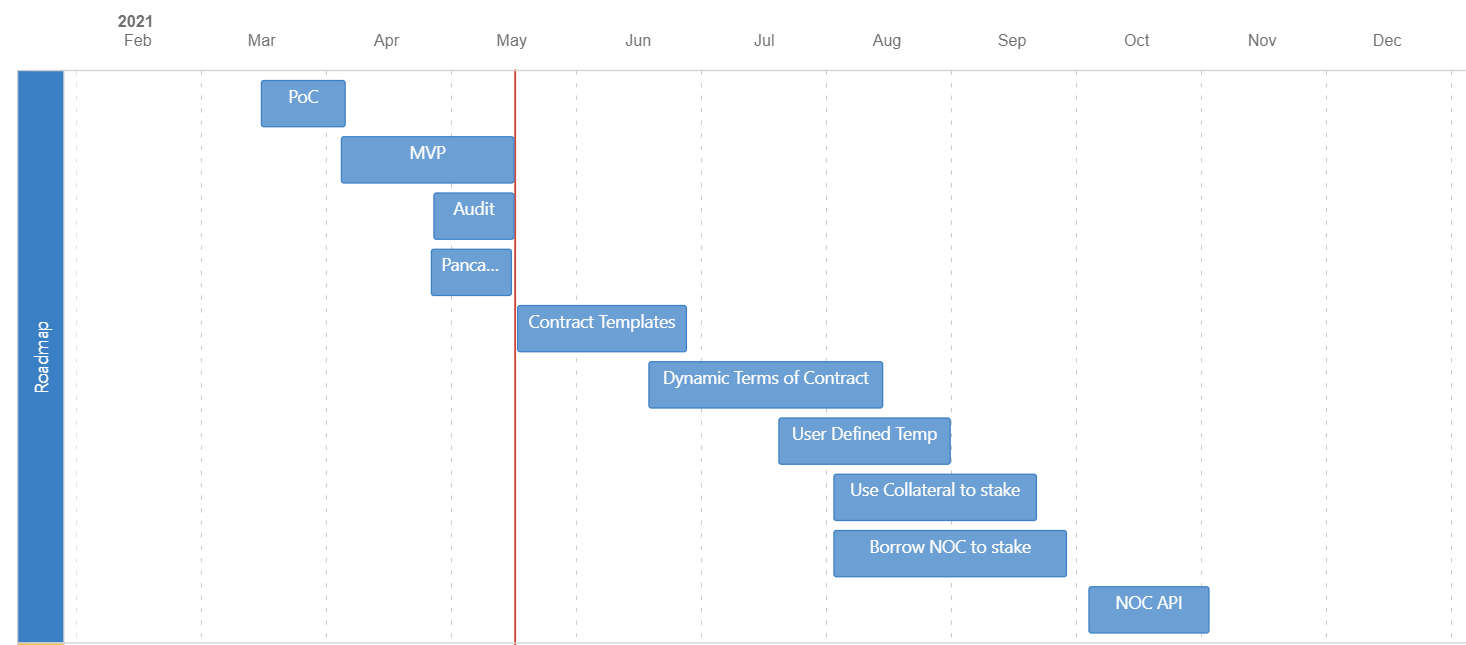 2021
Feb Mar Apr May Jun Jul Aug Sep Oct Nov Dec
Roadmap
PoC
MVP
Audit
Panca...
Contract Templates
Dynamic Terms of Contract
User Defined Temp
Use Collateral to stake
Borrow NOC to stake
NOC API